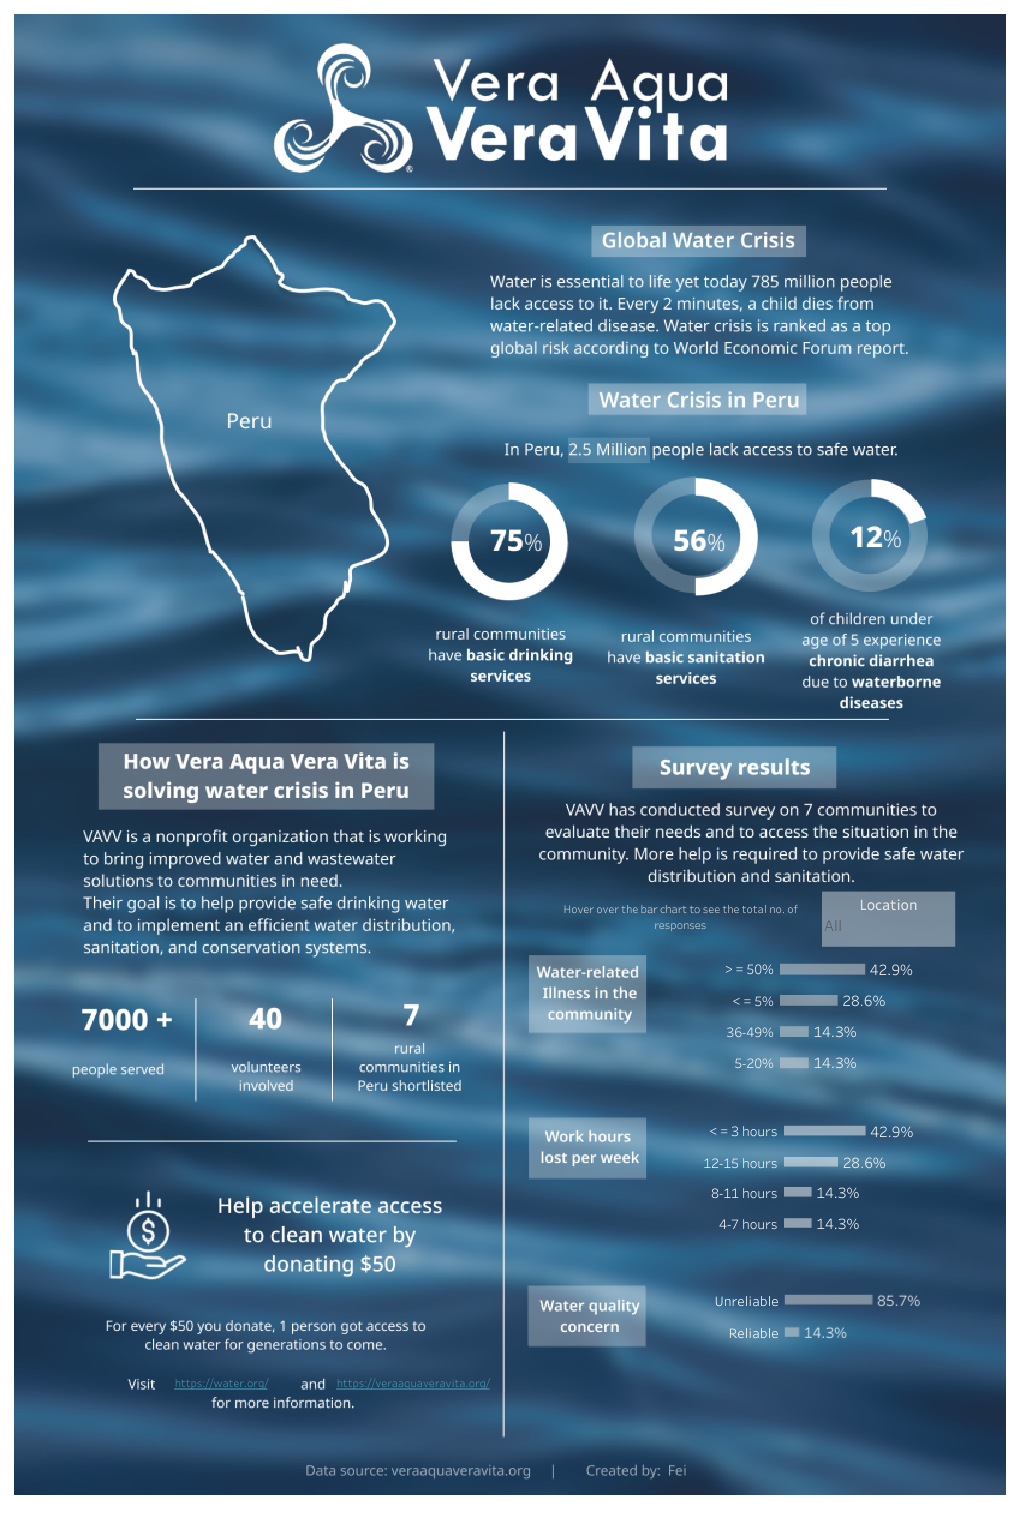 Vera Aqua
Vera Vita
®
Global Water Crisis
Water is essential to life yet today 785 million people
lack access to it. Every 2 minutes, a child dies from
water-related disease. Water crisis is ranked as a top
global risk according to World Economic Forum report.
Peru
Water Crisis in Peru
In Peru, 2.5 Million people lack access to safe water.
75%
rural communities
have basic drinking
services
56%
rural communities
have basic sanitation
services
12%
of children under
age of 5 experience
chronic diarrhea
due to waterborne
diseases
How Vera Aqua Vera Vita is
solving water crisis in Peru
VAVV is a nonprofit organization that is working
to bring improved water and wastewater
solutions to communities in need.
Their goal is to help provide safe drinking water
and to implement an efficient water distribution,
sanitation, and conservation systems.
7000 +
people served
40
volunteers
involved
7
rural
communities in
Peru shortlisted
Help accelerate access
to clean water by
donating $50
$
For every $50 you donate, 1 person got access to
clean water for generations to come.
Visit https://water.org/ and https://veraaquaveravita.org/
for more information.
Survey results
VAVV has conducted survey on 7 communities to
evaluate their needs and to access the situation in the
community. More help is required to provide safe water
distribution and sanitation.
Hover over the bar chart to see the total no. of
responses
Location
All
Water-related
Illness in the
community
> = 50% 42.9%
< = 5% 28.6%
36-49% 14.3%
5-20% 14.3%
Work hours
lost per week
< = 3 hours 42.9%
12-15 hours 28.6%
8-11 hours 14.3%
4-7 hours 14.3%
Water quality
concern
Unreliable 85.7%
Reliable 14.3%
Data source: veraaquaveravita.org | Created by: Fei